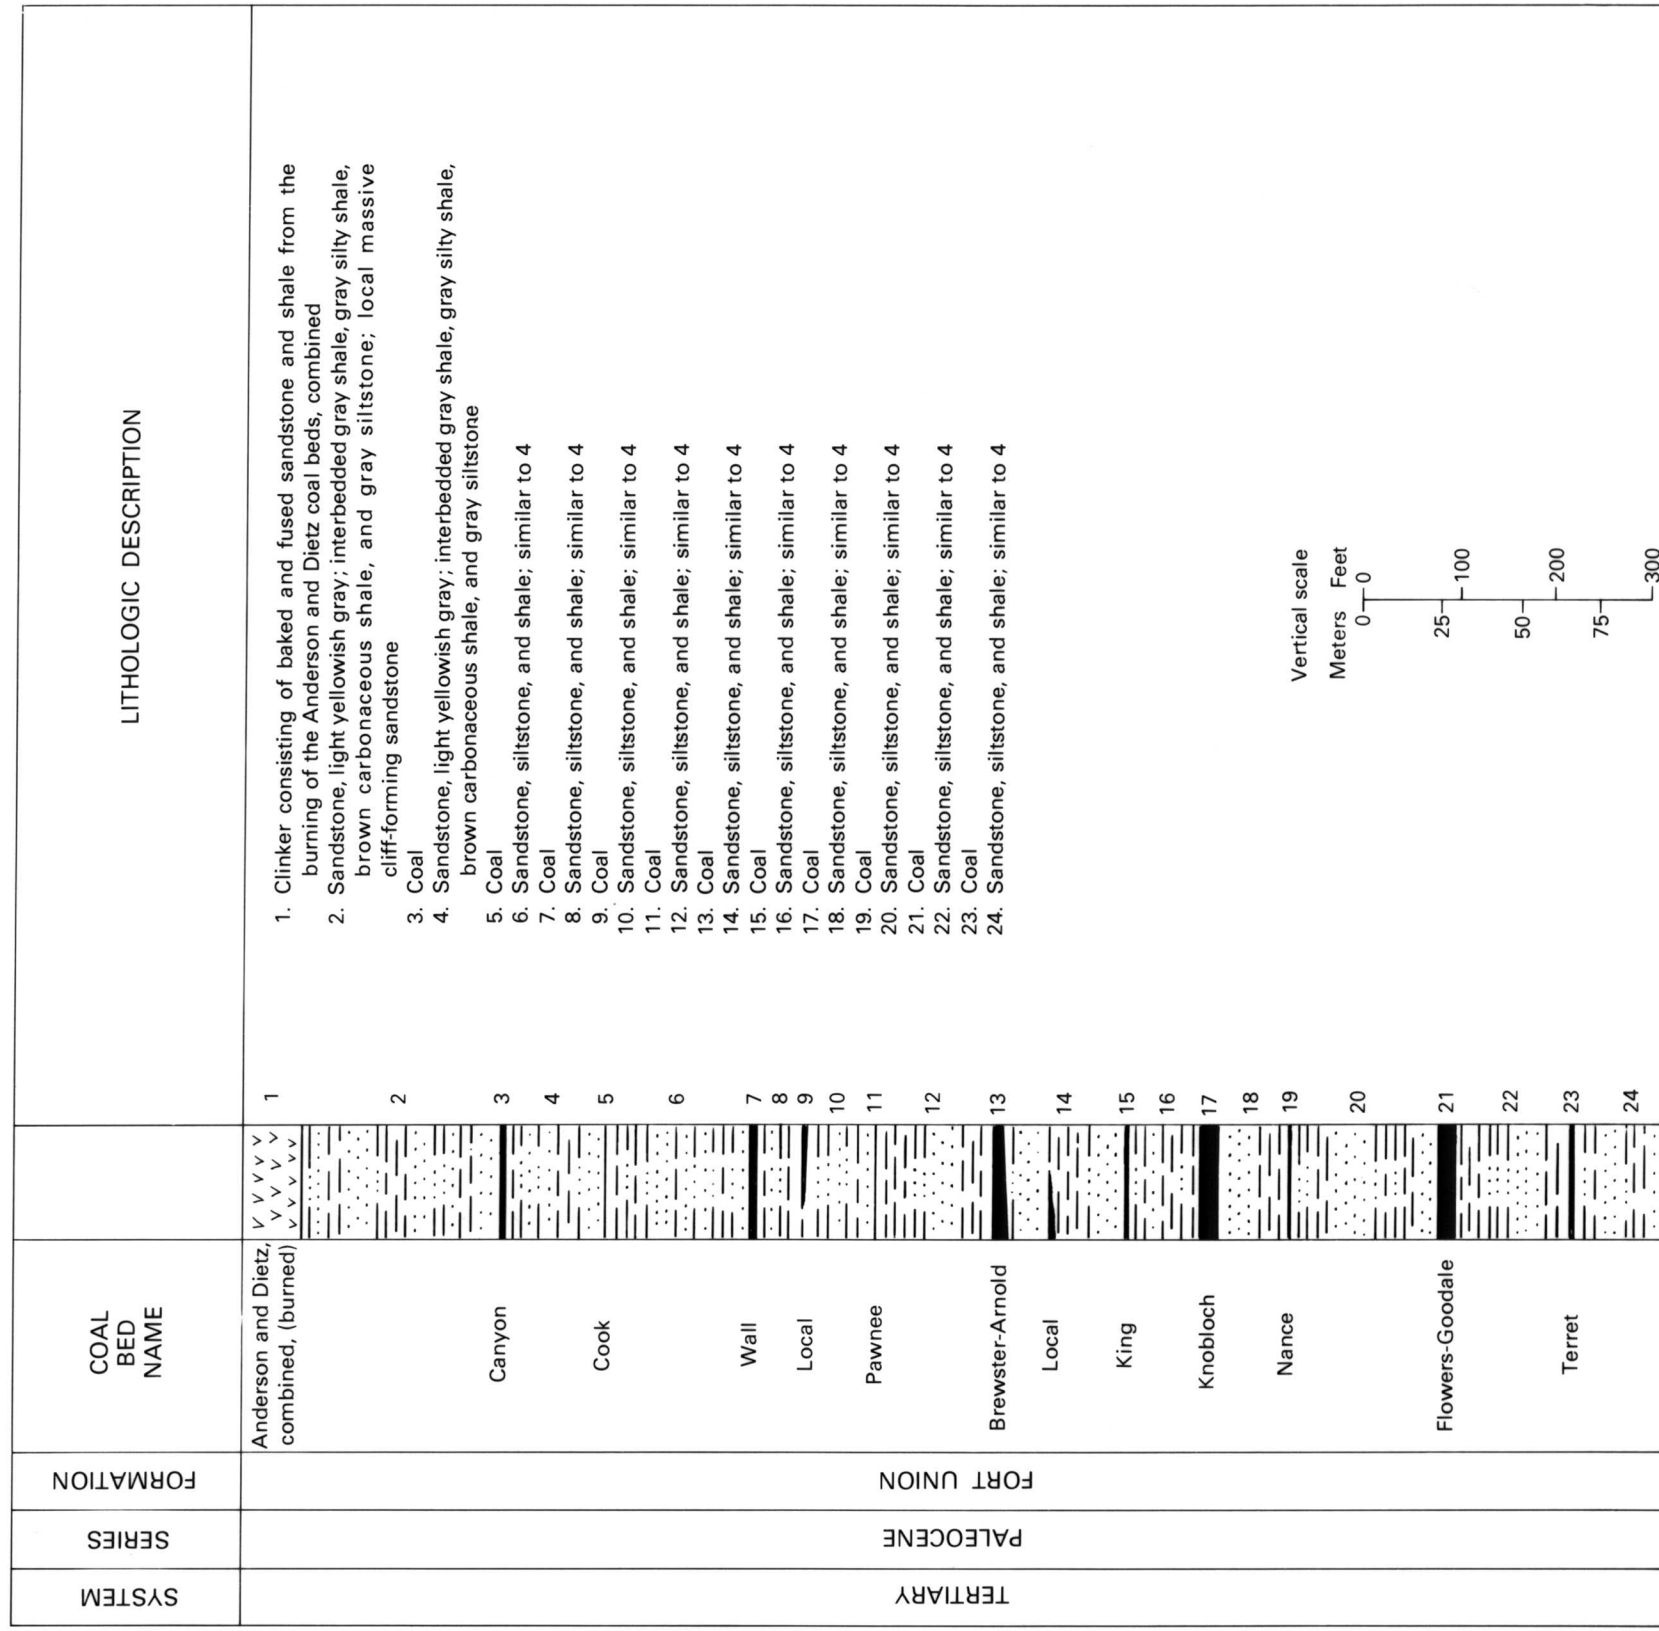 SYSTEM
SERIES
FORMATION
COAL
BED
NAME
LITHOLOGIC DESCRIPTION
TERTIARY
PALEOCENE
FORT UNION
Anderson and Dietz,
combined, (burned)
Canyon
Cook
Wall
Local
Pawnee
Brewster-Arnold
Local
King
Knobloch
Nance
Flowers-Goodale
Terret
1
2
3
4
5
6
7
8
9
10
11
12
13
14
15
16
17
18
19
20
21
22
23
24
1. Clinker consisting of baked and fused sandstone and shale from the
burning of the Anderson and Dietz coal beds, combined
2. Sandstone, light yellowish gray; interbedded gray shale, gray silty shale,
brown carbonaceous shale, and gray siltstone; local massive
cliff-forming sandstone
3. Coal
4. Sandstone, light yellowish gray; interbedded gray shale, gray silty shale,
brown carbonaceous shale, and gray siltstone
5. Coal
6. Sandstone, siltstone, and shale; similar to 4
7. Coal
8. Sandstone, siltstone, and shale; similar to 4
9. Coal
10. Sandstone, siltstone, and shale; similar to 4
11. Coal
12. Sandstone, siltstone, and shale; similar to 4
13. Coal
14. Sandstone, siltstone, and shale; similar to 4
15. Coal
16. Sandstone, siltstone, and shale; similar to 4
17. Coal
18. Sandstone, siltstone, and shale; similar to 4
19. Coal
20. Sandstone, siltstone, and shale; similar to 4
21. Coal
22. Sandstone, siltstone, and shale; similar to 4
23. Coal
24. Sandstone, siltstone, and shale; similar to 4
Vertical scale
Meters Feet
0 0
25 100
50 200
75 300